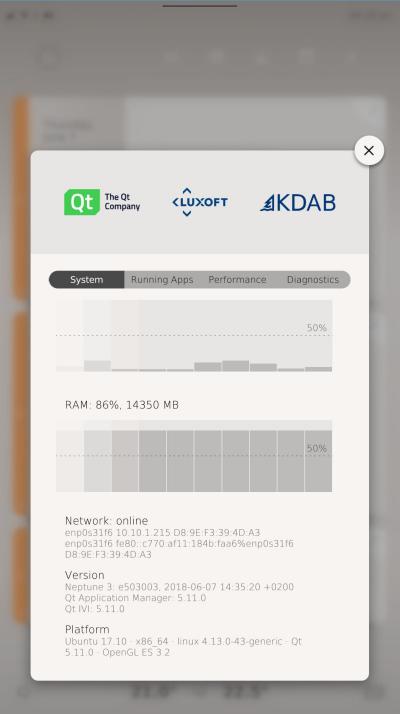 Qt The Qt Company
LUXOFT
KDAB
System Running Apps Performance Diagnostics
50%
RAM: 86%, 14350 MB
50%
Network: online
enp0s31f6 10.10.1.215 D8:9E:F3:39:4D:A3
enp0s31f6 fe80::c770:af11:184b:faa6%enp0s31f6
D8:9E:F3:39:4D:A3
Version
Neptune 3: e503003, 2018-06-07 14:35:20 +0200
Qt Application Manager: 5.11.0
Qt IVI: 5.11.0
Platform
Ubuntu 17.10 · x86_64 · linux 4.13.0-43-generic · Qt
5.11.0 · OpenGL ES 3.2
21.0° 22.5°